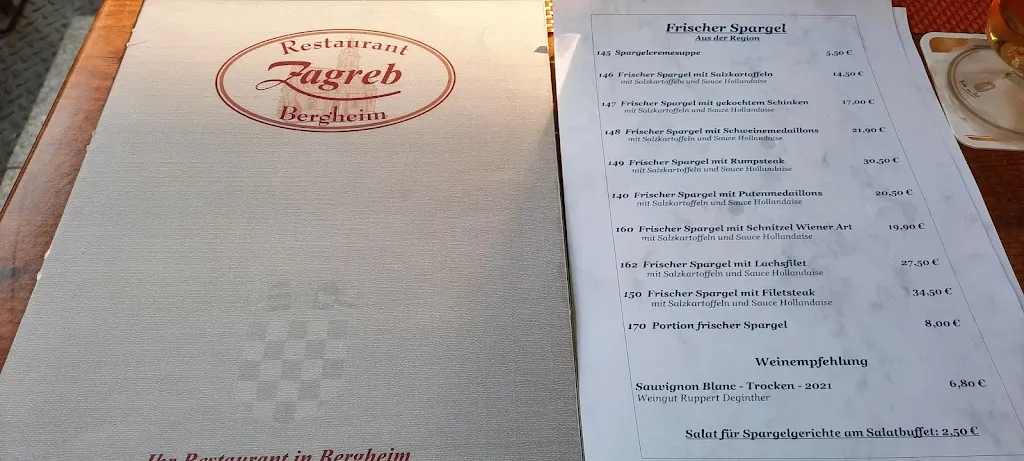 Restaurant
Zagreb
Bergheim
Ihr Restaurant in Bergheim
Frischer Spargel
Aus der Region
145 Spargelcremesuppe 5,50 €
146 Frischer Spargel mit Salzkartoffeln 14,50 €
mit Salzkartoffeln und Sauce Hollandaise
147 Frischer Spargel mit gekochtem Schinken 17,00 €
mit Salzkartoffeln und Sauce Hollandaise
148 Frischer Spargel mit Schweinemedaillons 21,90 €
mit Salzkartoffeln und Sauce Hollandaise
149 Frischer Spargel mit Rumpsteak 30,50 €
mit Salzkartoffeln und Sauce Hollandaise
140 Frischer Spargel mit Putenmedaillons 20,50 €
mit Salzkartoffeln und Sauce Hollandaise
160 Frischer Spargel mit Schnitzel Wiener Art 19,90 €
mit Salzkartoffeln und Sauce Hollandaise
162 Frischer Spargel mit Lachsfilet 27,50 €
mit Salzkartoffeln und Sauce Hollandaise
150 Frischer Spargel mit Filetsteak 34,50 €
mit Salzkartoffeln und Sauce Hollandaise
170 Portion frischer Spargel 8,00 €
Weinempfehlung
Sauvignon Blanc - Trocken - 2021 6,80 €
Weingut Ruppert Deginther
Salat für Spargelgerichte am Salatbuffet: 2,50 €